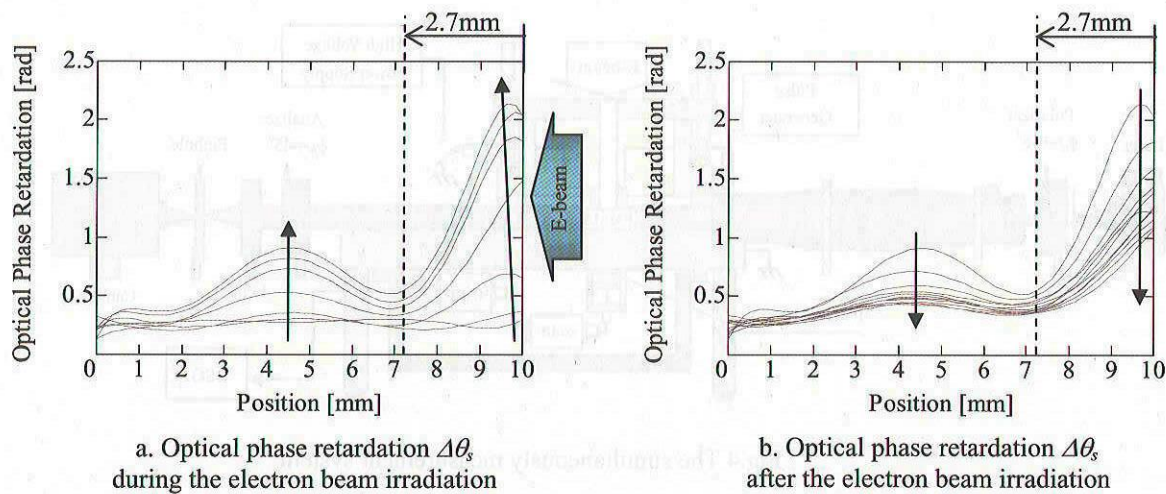 2.7mm
2.5
2
1.5
1
0.5
0 1 2 3 4 5 6 7 8 9 10
Optical Phase Retardation [rad]
Position [mm]
E-beam
a. Optical phase retardation Δθs
during the electron beam irradiation
2.7mm
2.5
2
1.5
1
0.5
0 1 2 3 4 5 6 7 8 9 10
Optical Phase Retardation [rad]
Position [mm]
b. Optical phase retardation Δθs
after the electron beam irradiation